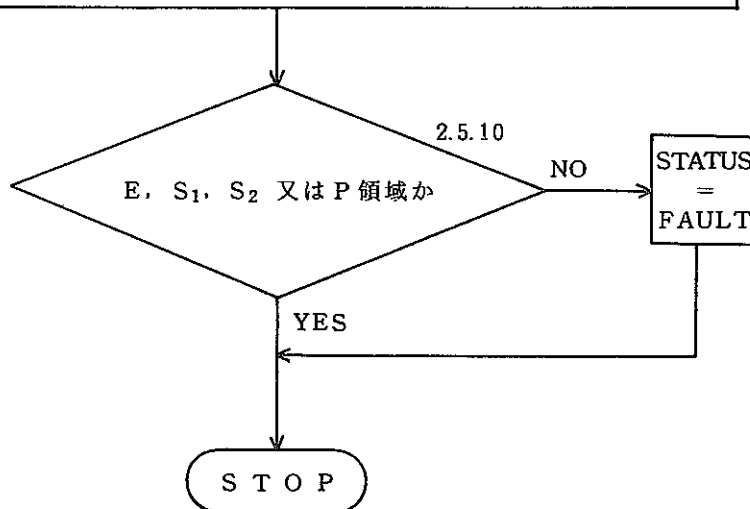 2.5.10
E, S₁, S₂ 又は P 領域か
NO
STATUS
=
FAULT
YES
S T O P